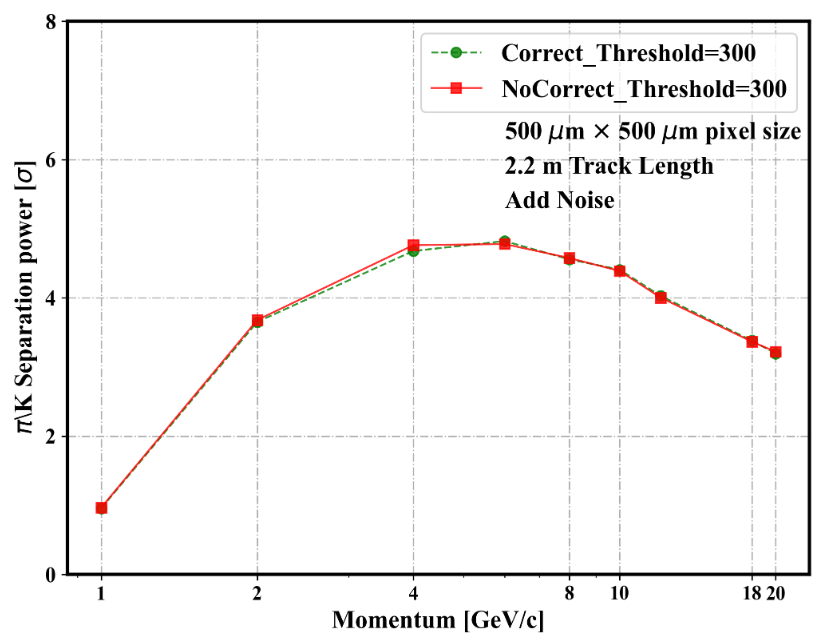 8
6
4
2
0
π\K Separation power [σ]
Correct_Threshold=300
NoCorrect_Threshold=300
500 μm × 500 μm pixel size
2.2 m Track Length
Add Noise
1 2 4 8 10 18 20
Momentum [GeV/c]